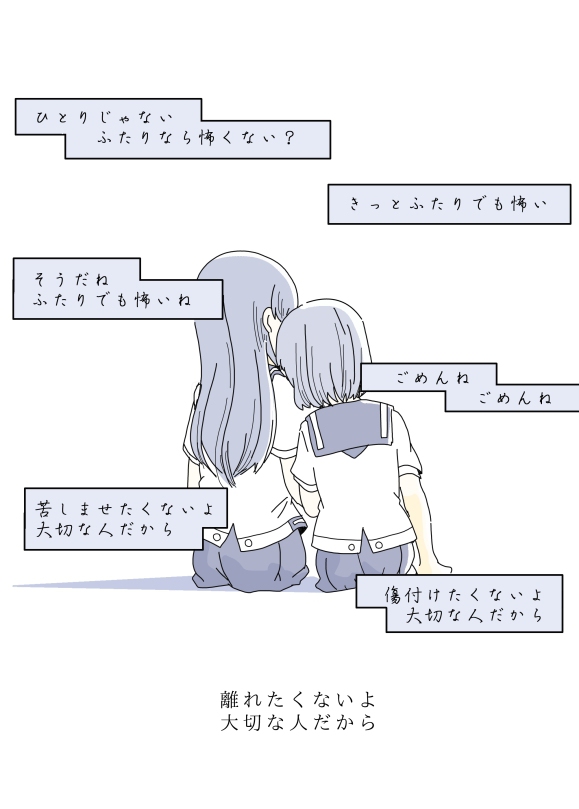 ひとりじゃない
ふたりなら怖くない？
きっとふたりでも怖い
そうだね
ふたりでも怖いね
ごめんね
ごめんね
苦しませたくないよ
大切な人だから
傷付けたくないよ
大切な人だから
離れたくないよ
大切な人だから